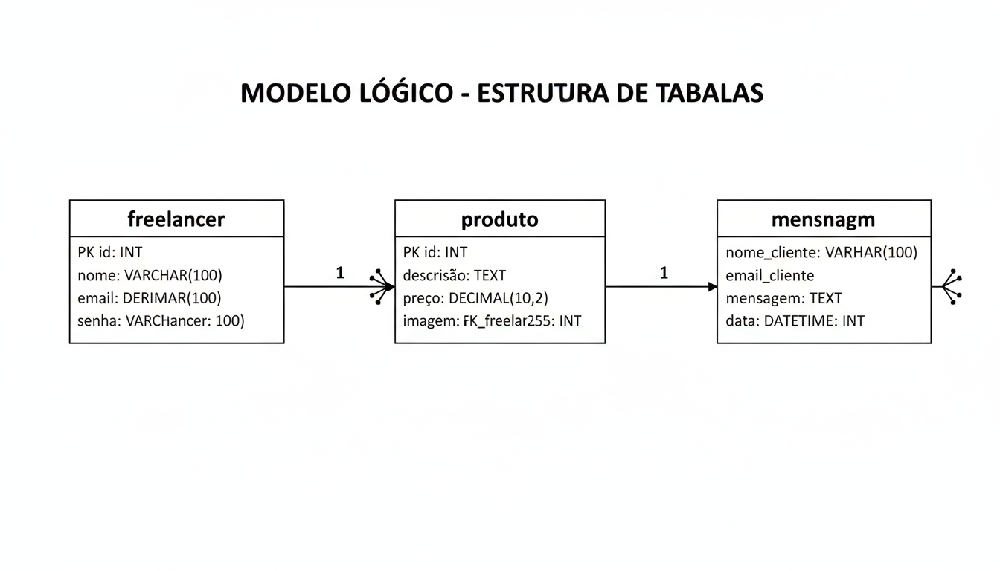 MODELO LÓǴICO - ESTRUTURA DE TABALAS
freelancer
PK id: INT
nome: VARCHAR(100)
email: DERIMAR(100)
senha: VARCHancer: 100)
1
produto
PK id: INT
descrisão: TEXT
preço: DECIMAL(10,2)
imagem: FK_freelar255: INT
1
mensnagm
nome_cliente: VARHAR(100)
email_cliente
mensagem: TEXT
data: DATETIME: INT